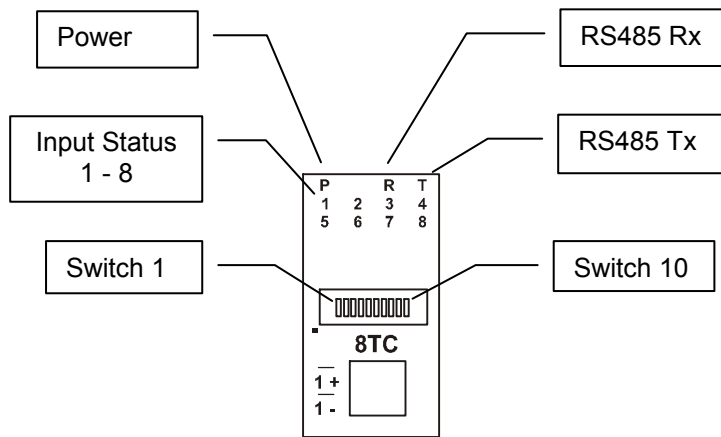 Power
RS485 Rx
Input Status
1 - 8
RS485 Tx
P R T
1 2 3 4
5 6 7 8
Switch 1
Switch 10
8TC
1 +
1 -